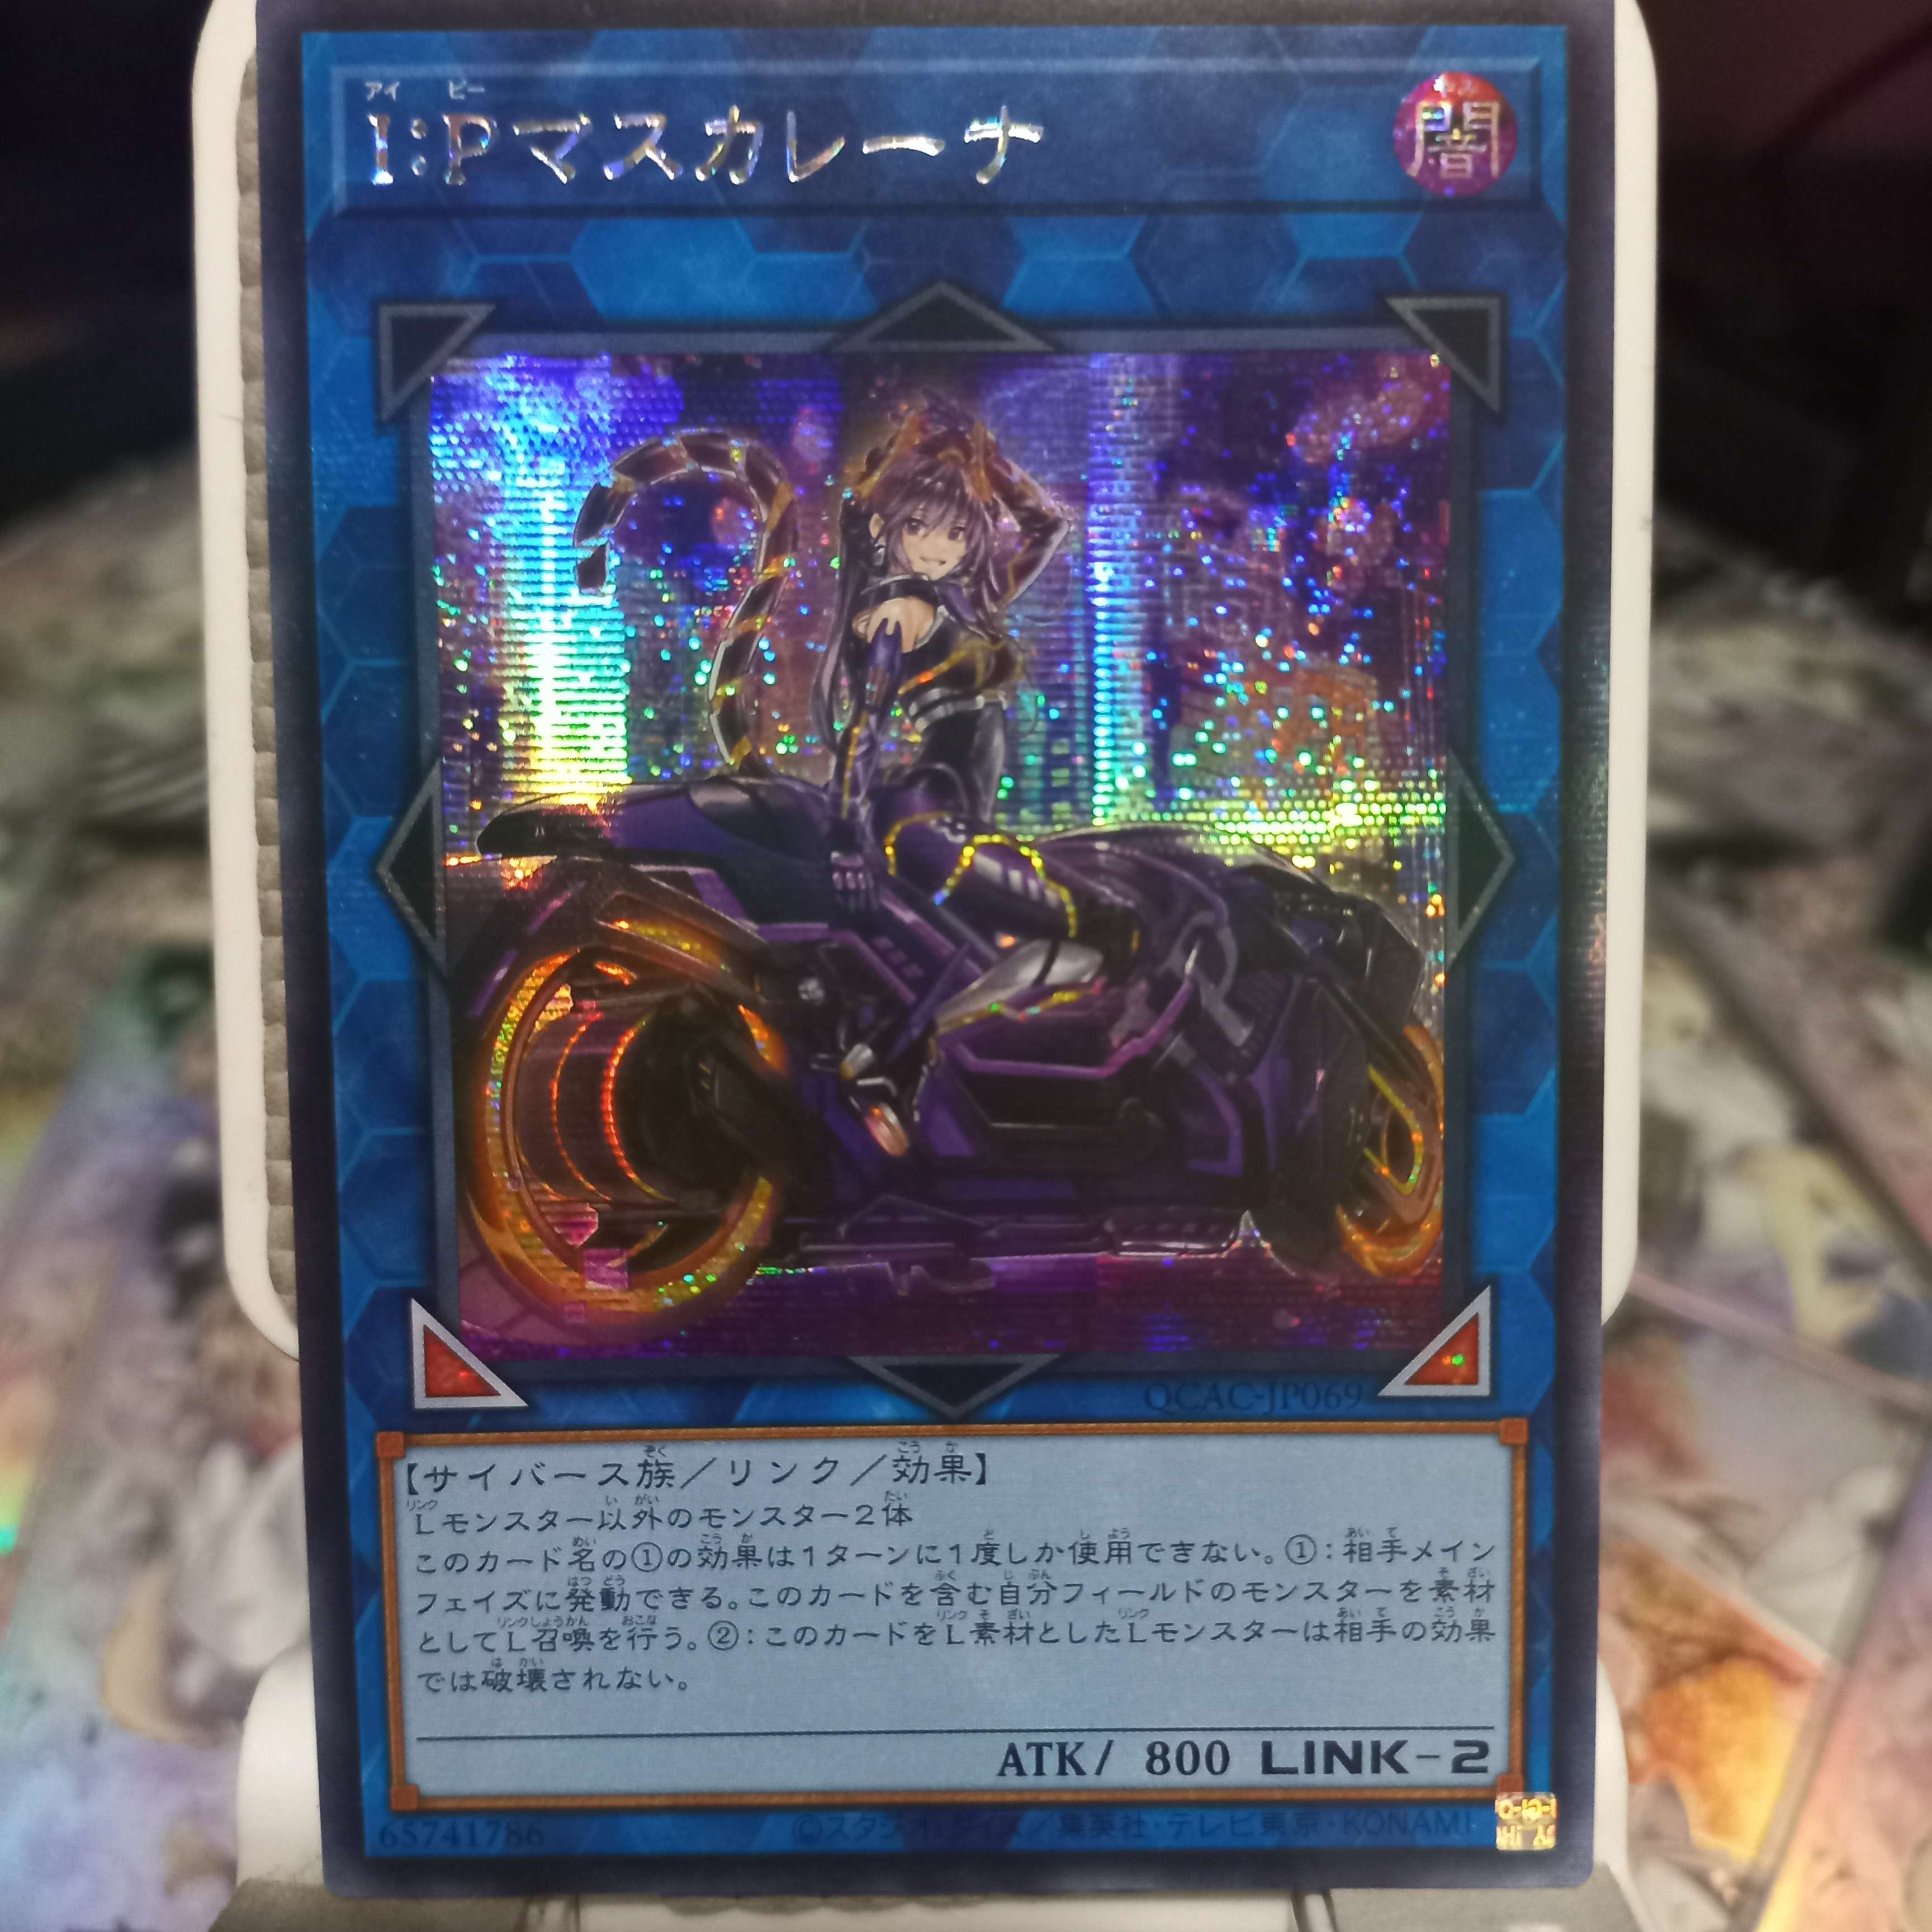 I:Pマスカレーナ
アイ ピー
闇
QCAC-JP069
【サイバース族／リンク／効果】
Lモンスター以外のモンスター2体
このカード名の①の効果は1ターンに1度しか使用できない。①：相手メイン
フェイズに発動できる。このカードを含む自分フィールドのモンスターを素材
としてL召喚を行う。②：このカードをL素材としたLモンスターは相手の効果
では破壊されない。
ATK/ 800 LINK-2
65741786
©スタジオ・ダイス／集英社・テレビ東京・KONAMI